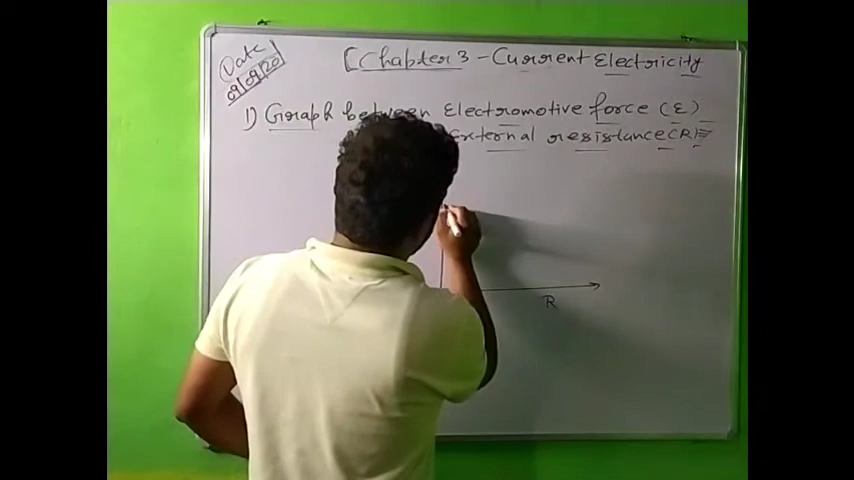 Date
09/09/20
[Chapter 3 - Current Electricity
1) Graph between Electromotive force (ε)
External resistance (R)
R